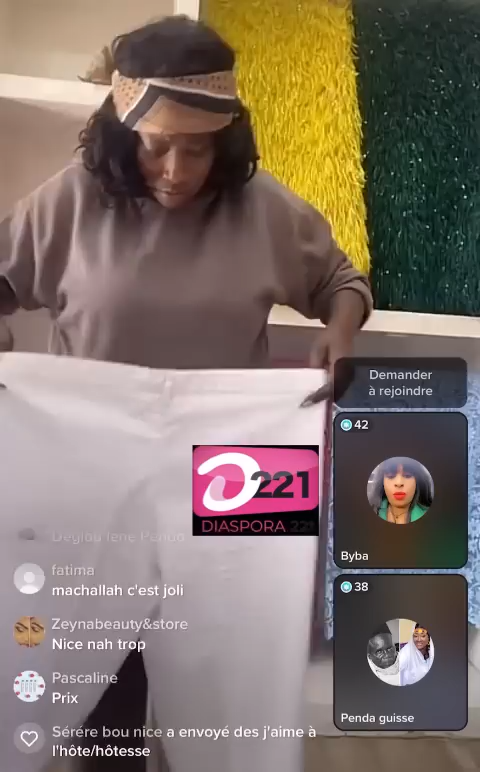 Demander
à rejoindre
42
221
DIASPORA 221
Byba
38
fatima
machallah c'est joli
Zeynabeauty&store
Nice nah trop
Pascaline
Prix
Penda guisse
Sérére bou nice a envoyé des j'aime à
l'hôte/hôtesse